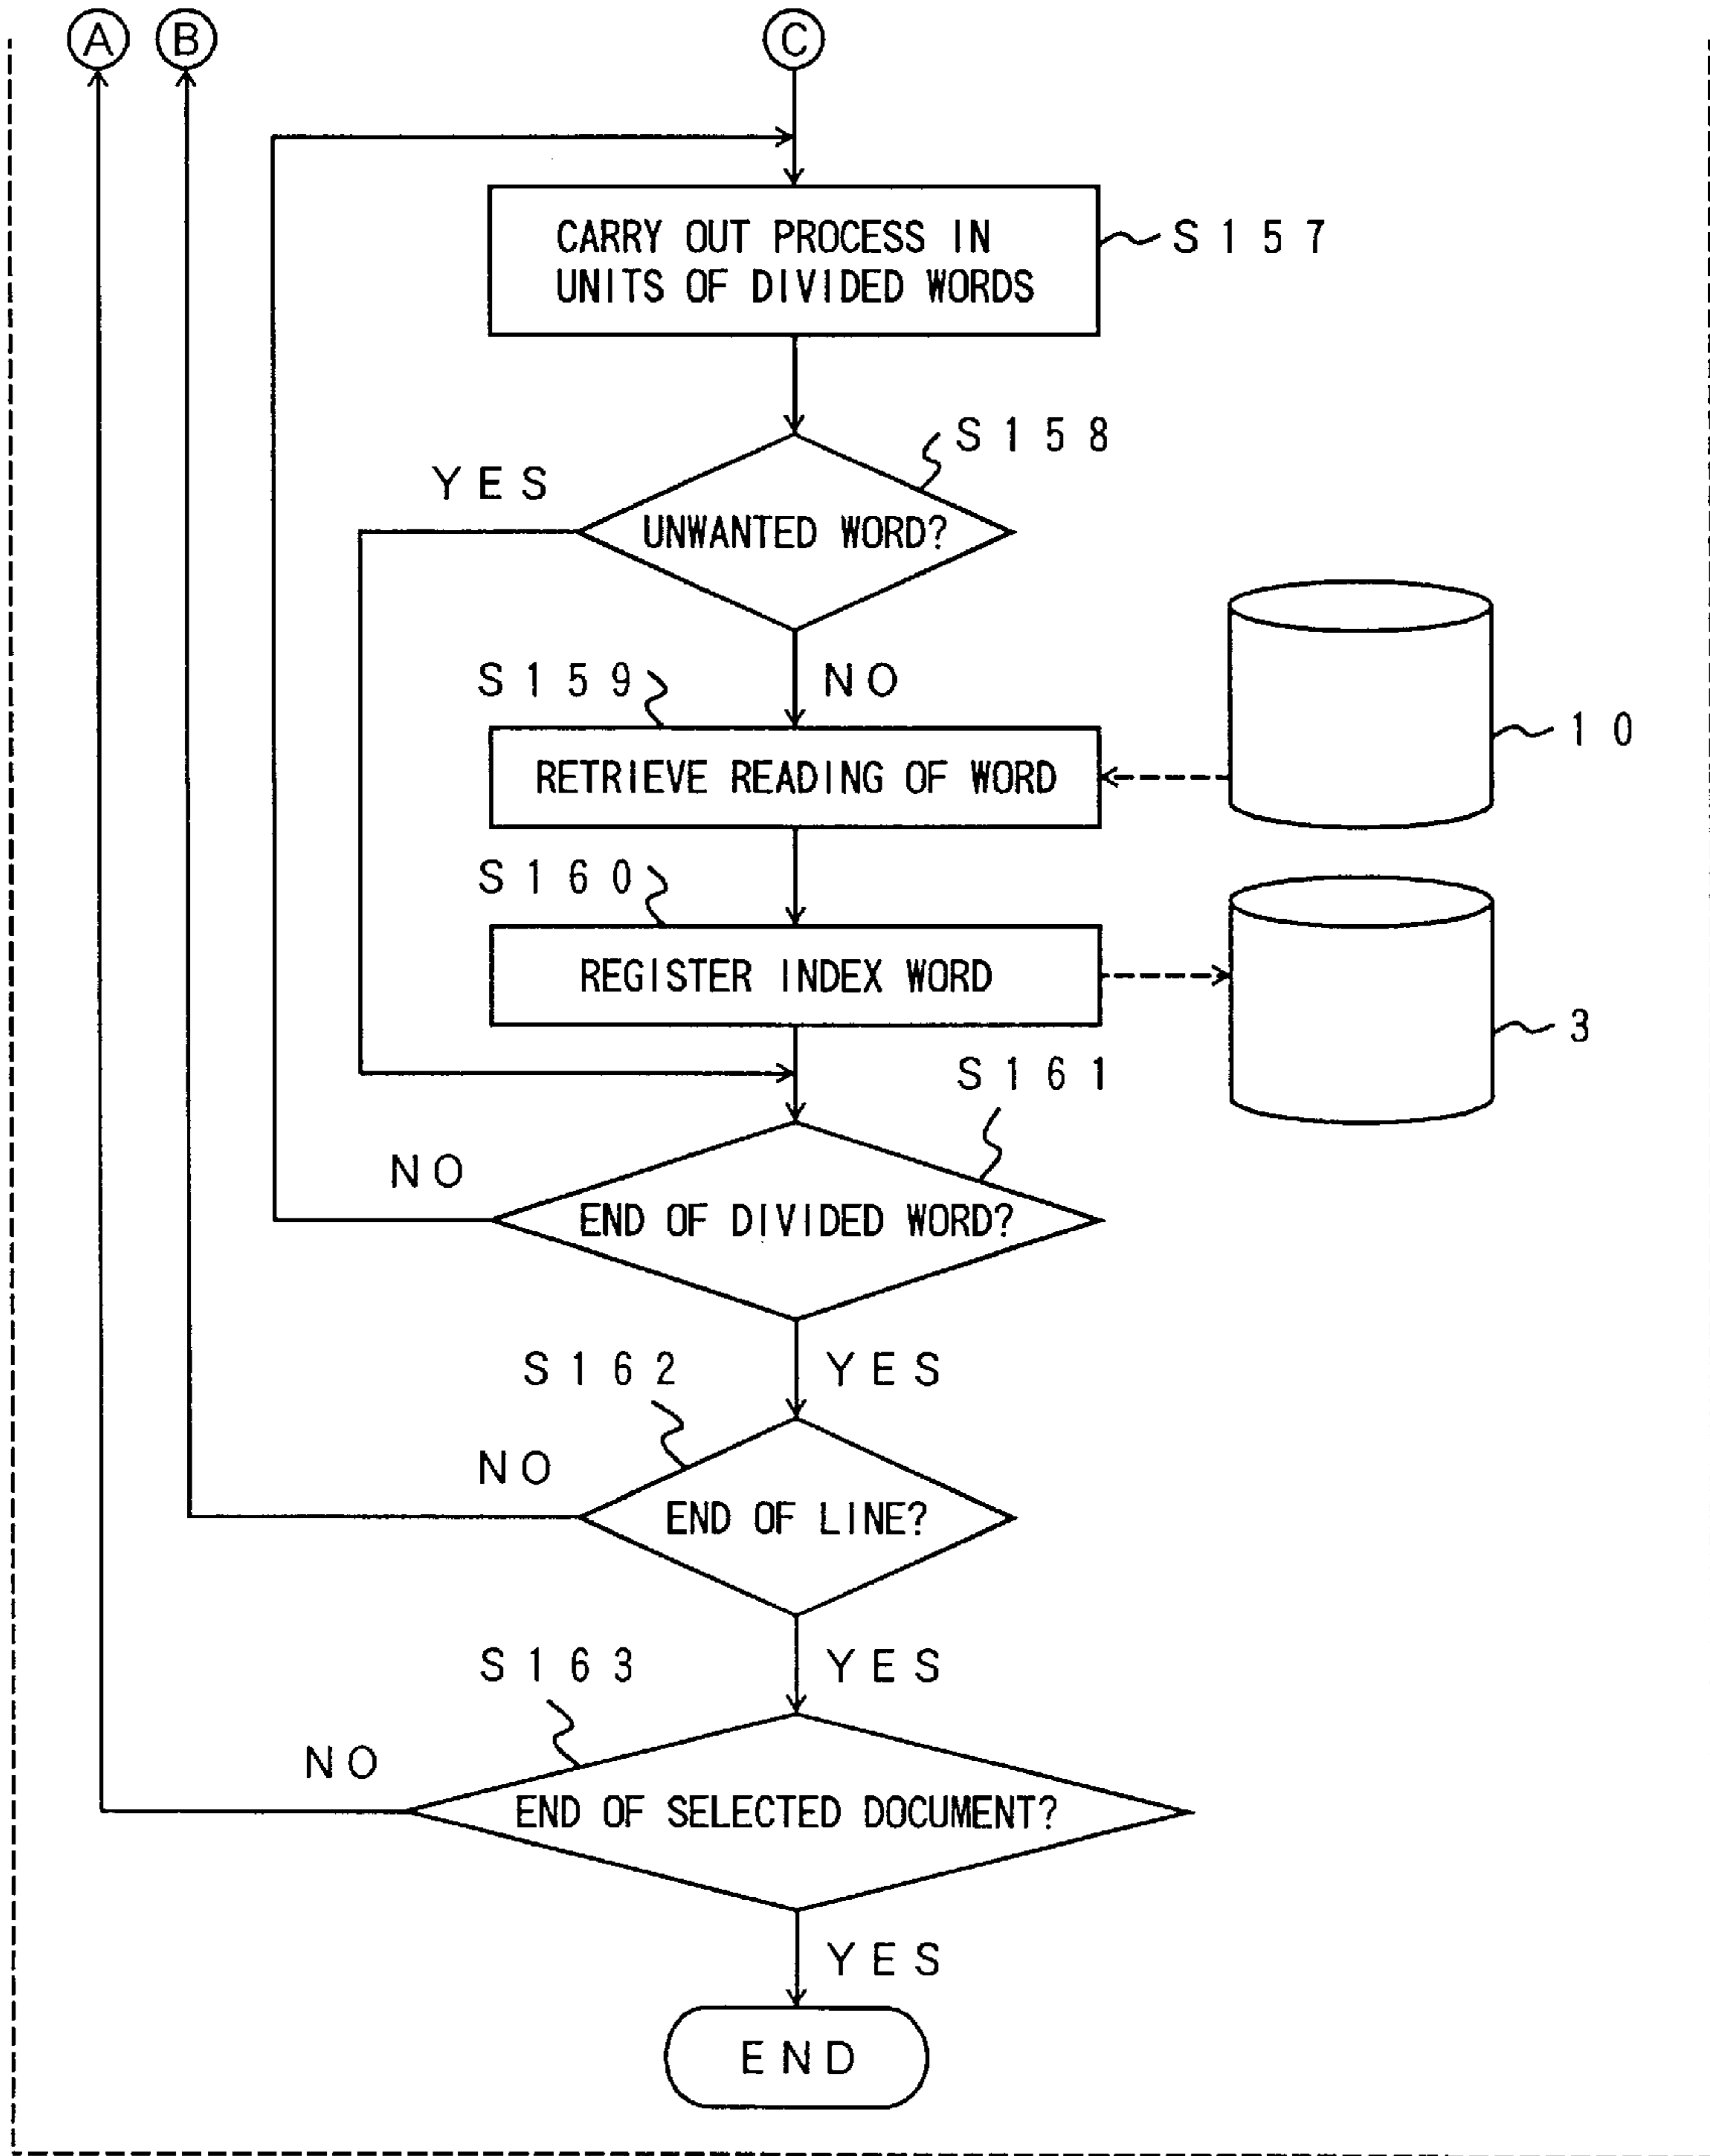 A B C
CARRY OUT PROCESS IN
UNITS OF DIVIDED WORDS
S157
S158
YES
UNWANTED WORD?
S159
NO
10
RETRIEVE READING OF WORD
S160
REGISTER INDEX WORD
3
S161
NO
END OF DIVIDED WORD?
S162
YES
NO
END OF LINE?
S163
YES
NO
END OF SELECTED DOCUMENT?
YES
END